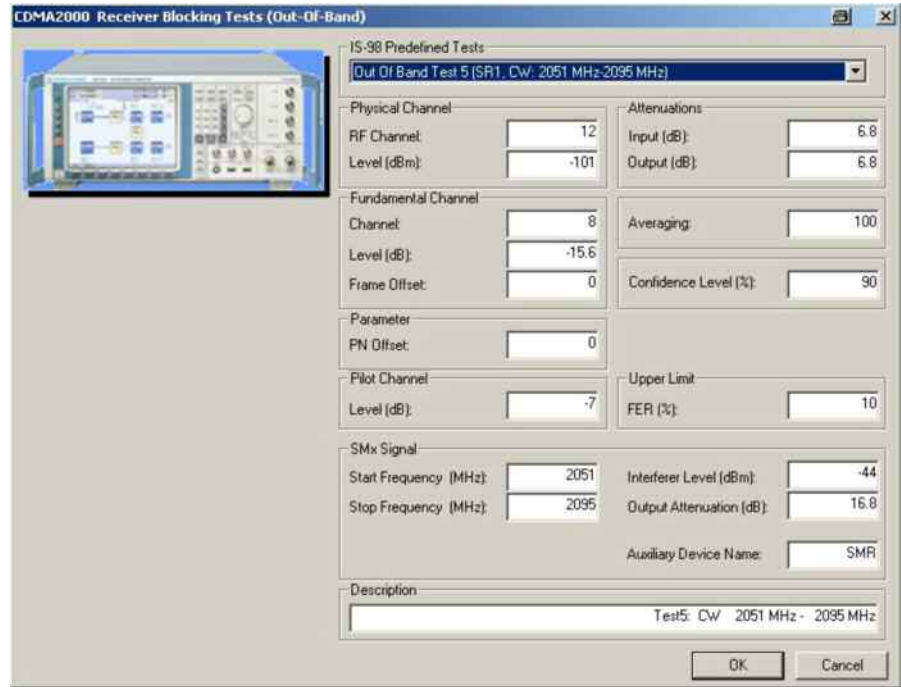 CDMA2000 Receiver Blocking Tests (Out-Of-Band)
IS-98 Predefined Tests
Out Of Band Test 5 (SR1, CW: 2051 MHz-2095 MHz)
Physical Channel
RF Channel: 12
Level (dBm): -101
Attenuations
Input (dB): 6.8
Output (dB): 6.8
Fundamental Channel
Channel: 8
Level (dB): -15.6
Frame Offset: 0
Averaging: 100
Confidence Level (%): 90
Parameter
PN Offset: 0
Pilot Channel
Level (dB): -7
Upper Limit
FER (%): 10
SMx Signal
Start Frequency (MHz): 2051
Stop Frequency (MHz): 2095
Interferer Level (dBm): -44
Output Attenuation (dB): 16.8
Auxiliary Device Name: SMR
Description
Test5: CW 2051 MHz - 2095 MHz
OK Cancel